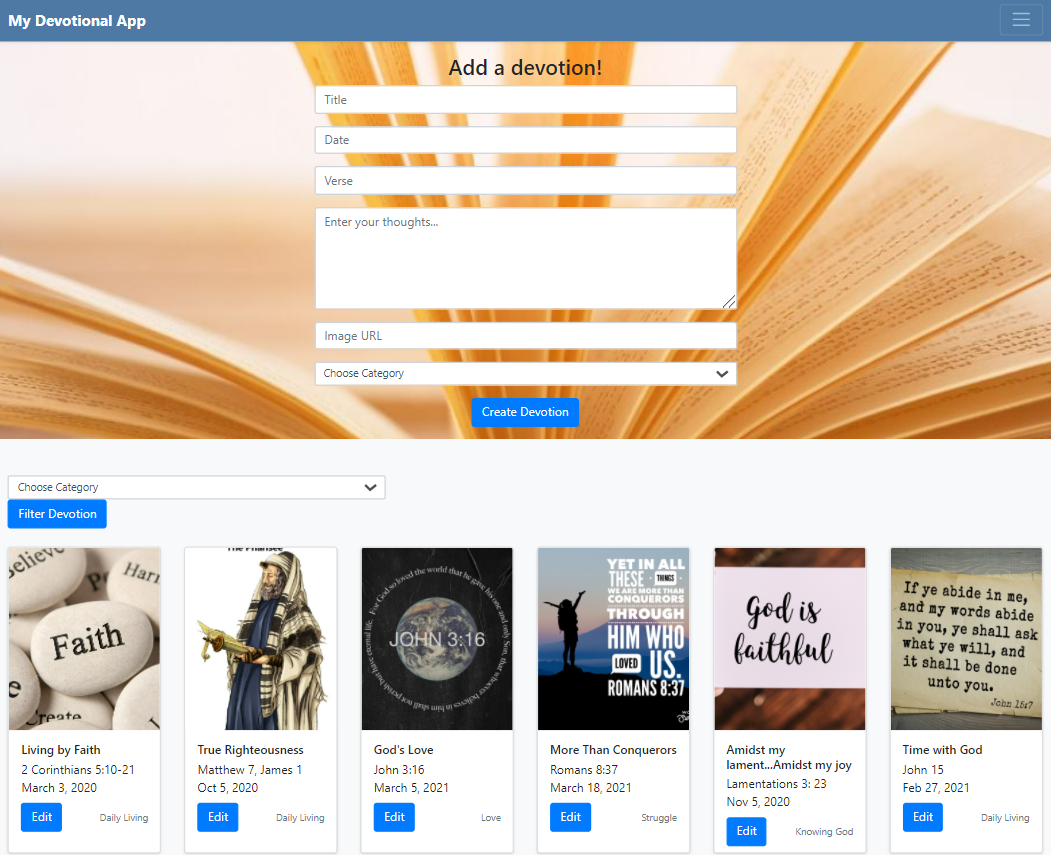 My Devotional App
Add a devotion!
Title
Date
Verse
Enter your thoughts...
Image URL
Choose Category
Create Devotion
Choose Category
Filter Devotion
Believe
Harm
Faith
Create
The Pharisee
For God so loved the world that he gave his one and only Son, that whoever believes in him shall not perish but have eternal life.
JOHN 3:16
YET IN ALL
THESE THINGS
WE ARE MORE THAN
CONQUERORS
THROUGH
HIM WHO
LOVED US.
ROMANS 8:37
God is
faithful
If ye abide in me,
and my words abide
in you, ye shall ask
what ye will, and
it shall be done
unto you.
John 15:7
Living by Faith
2 Corinthians 5:10-21
March 3, 2020
Edit
Daily Living
True Righteousness
Matthew 7, James 1
Oct 5, 2020
Edit
Daily Living
God's Love
John 3:16
March 5, 2021
Edit
Love
More Than Conquerors
Romans 8:37
March 18, 2021
Edit
Struggle
Amidst my
lament...Amidst my joy
Lamentations 3: 23
Nov 5, 2020
Edit
Knowing God
Time with God
John 15
Feb 27, 2021
Edit
Daily Living